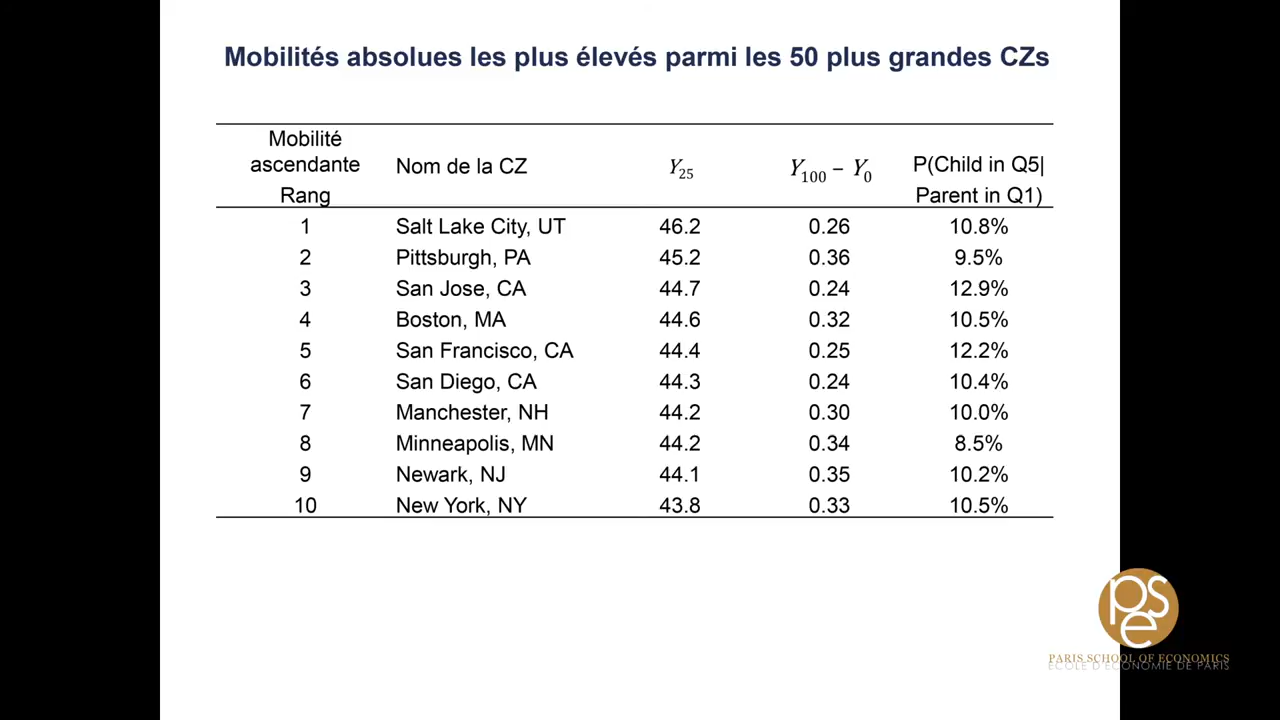 Mobilités absolues les plus élevés parmi les 50 plus grandes CZs
Mobilité
ascendante
Rang Nom de la CZ Y25 Y100 – Y0 P(Child in Q5|
Parent in Q1)
1 Salt Lake City, UT 46.2 0.26 10.8%
2 Pittsburgh, PA 45.2 0.36 9.5%
3 San Jose, CA 44.7 0.24 12.9%
4 Boston, MA 44.6 0.32 10.5%
5 San Francisco, CA 44.4 0.25 12.2%
6 San Diego, CA 44.3 0.24 10.4%
7 Manchester, NH 44.2 0.30 10.0%
8 Minneapolis, MN 44.2 0.34 8.5%
9 Newark, NJ 44.1 0.35 10.2%
10 New York, NY 43.8 0.33 10.5%
pse
PARIS SCHOOL OF ECONOMICS
ECOLE D'ECONOMIE DE PARIS